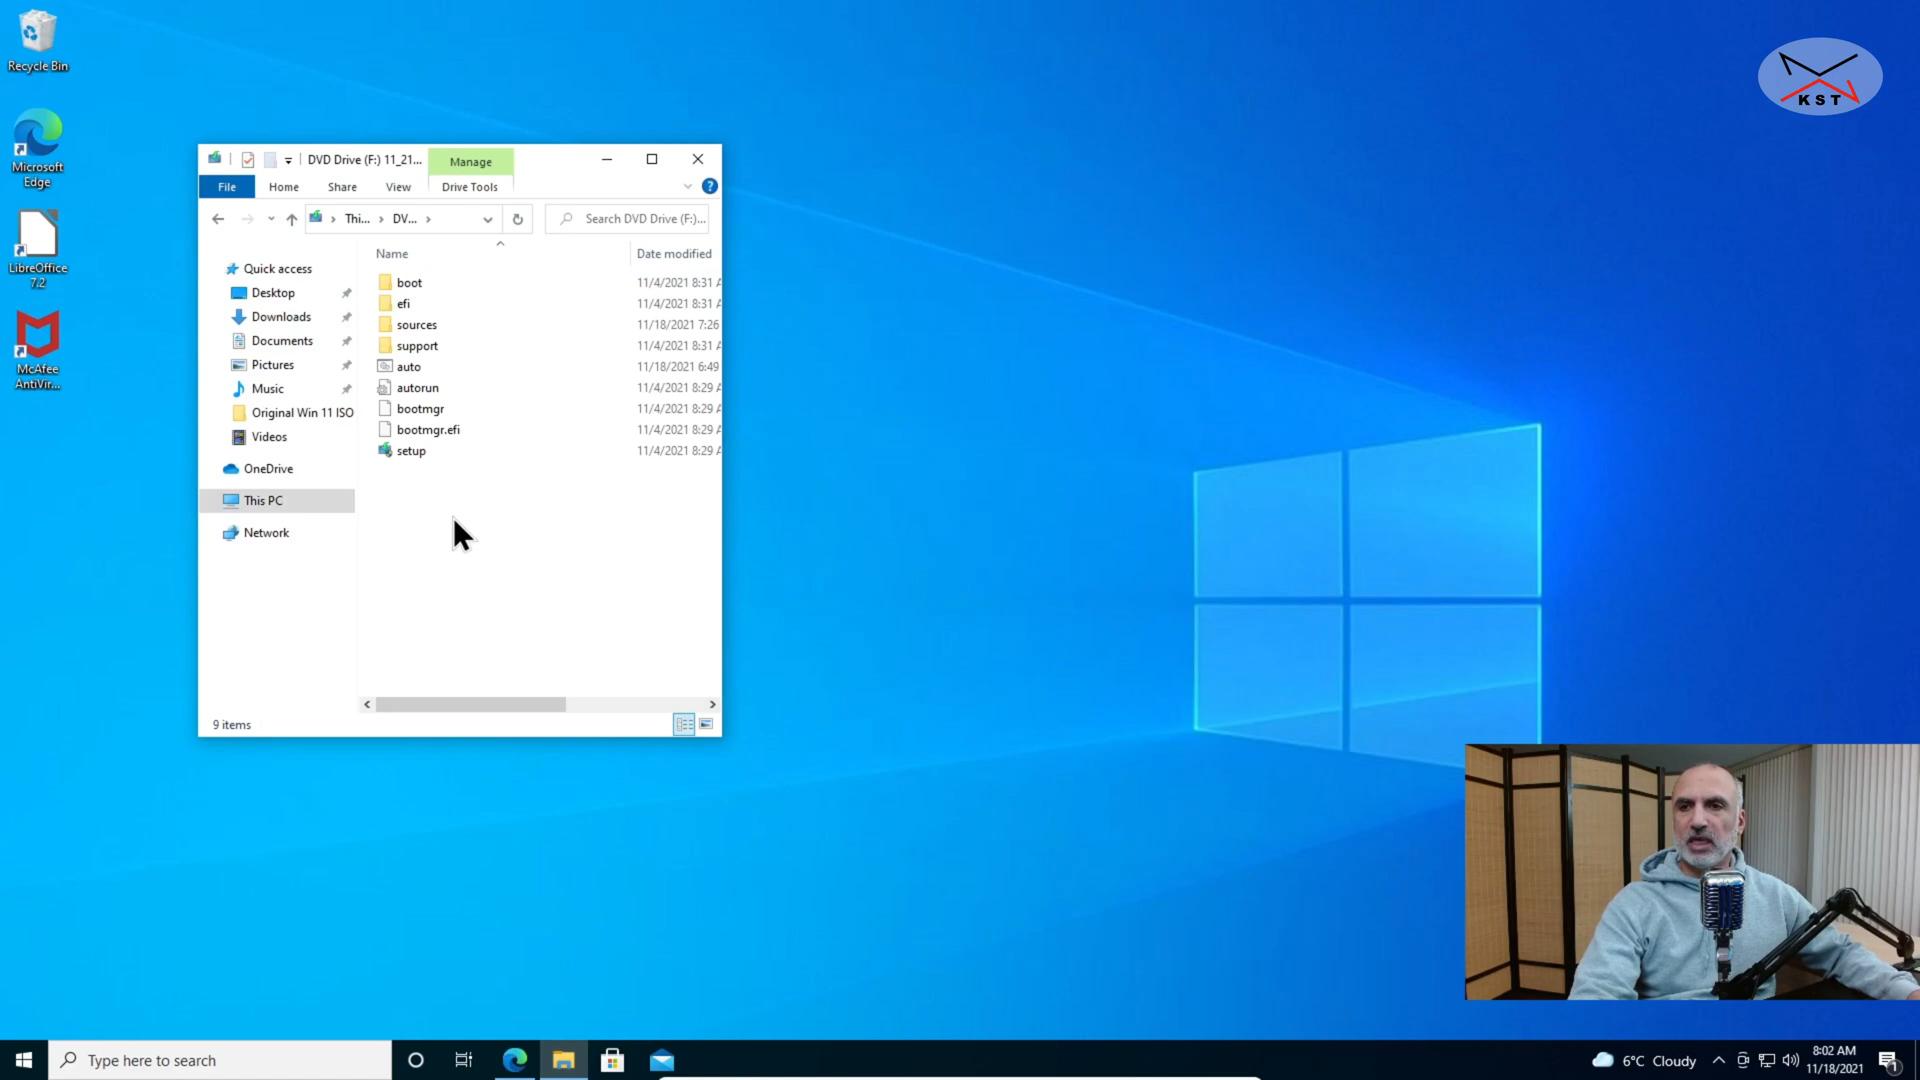 Recycle Bin
Microsoft
Edge
LibreOffice
7.2
McAfee
AntiVir...
KST
DVD Drive (F:) 11_21...
Manage
File
Home
Share
View
Drive Tools
Thi...
DV...
Search DVD Drive (F:)...
Name
Date modified
Quick access
Desktop
Downloads
Documents
Pictures
Music
Original Win 11 ISO
Videos
OneDrive
This PC
Network
boot 11/4/2021 8:31 A
efi 11/4/2021 8:31 A
sources 11/18/2021 7:26
support 11/4/2021 8:31 A
auto 11/18/2021 6:49
autorun 11/4/2021 8:29 A
bootmgr 11/4/2021 8:29 A
bootmgr.efi 11/4/2021 8:29 A
setup 11/4/2021 8:29 A
9 items
Type here to search
6°C Cloudy
8:02 AM
11/18/2021
1